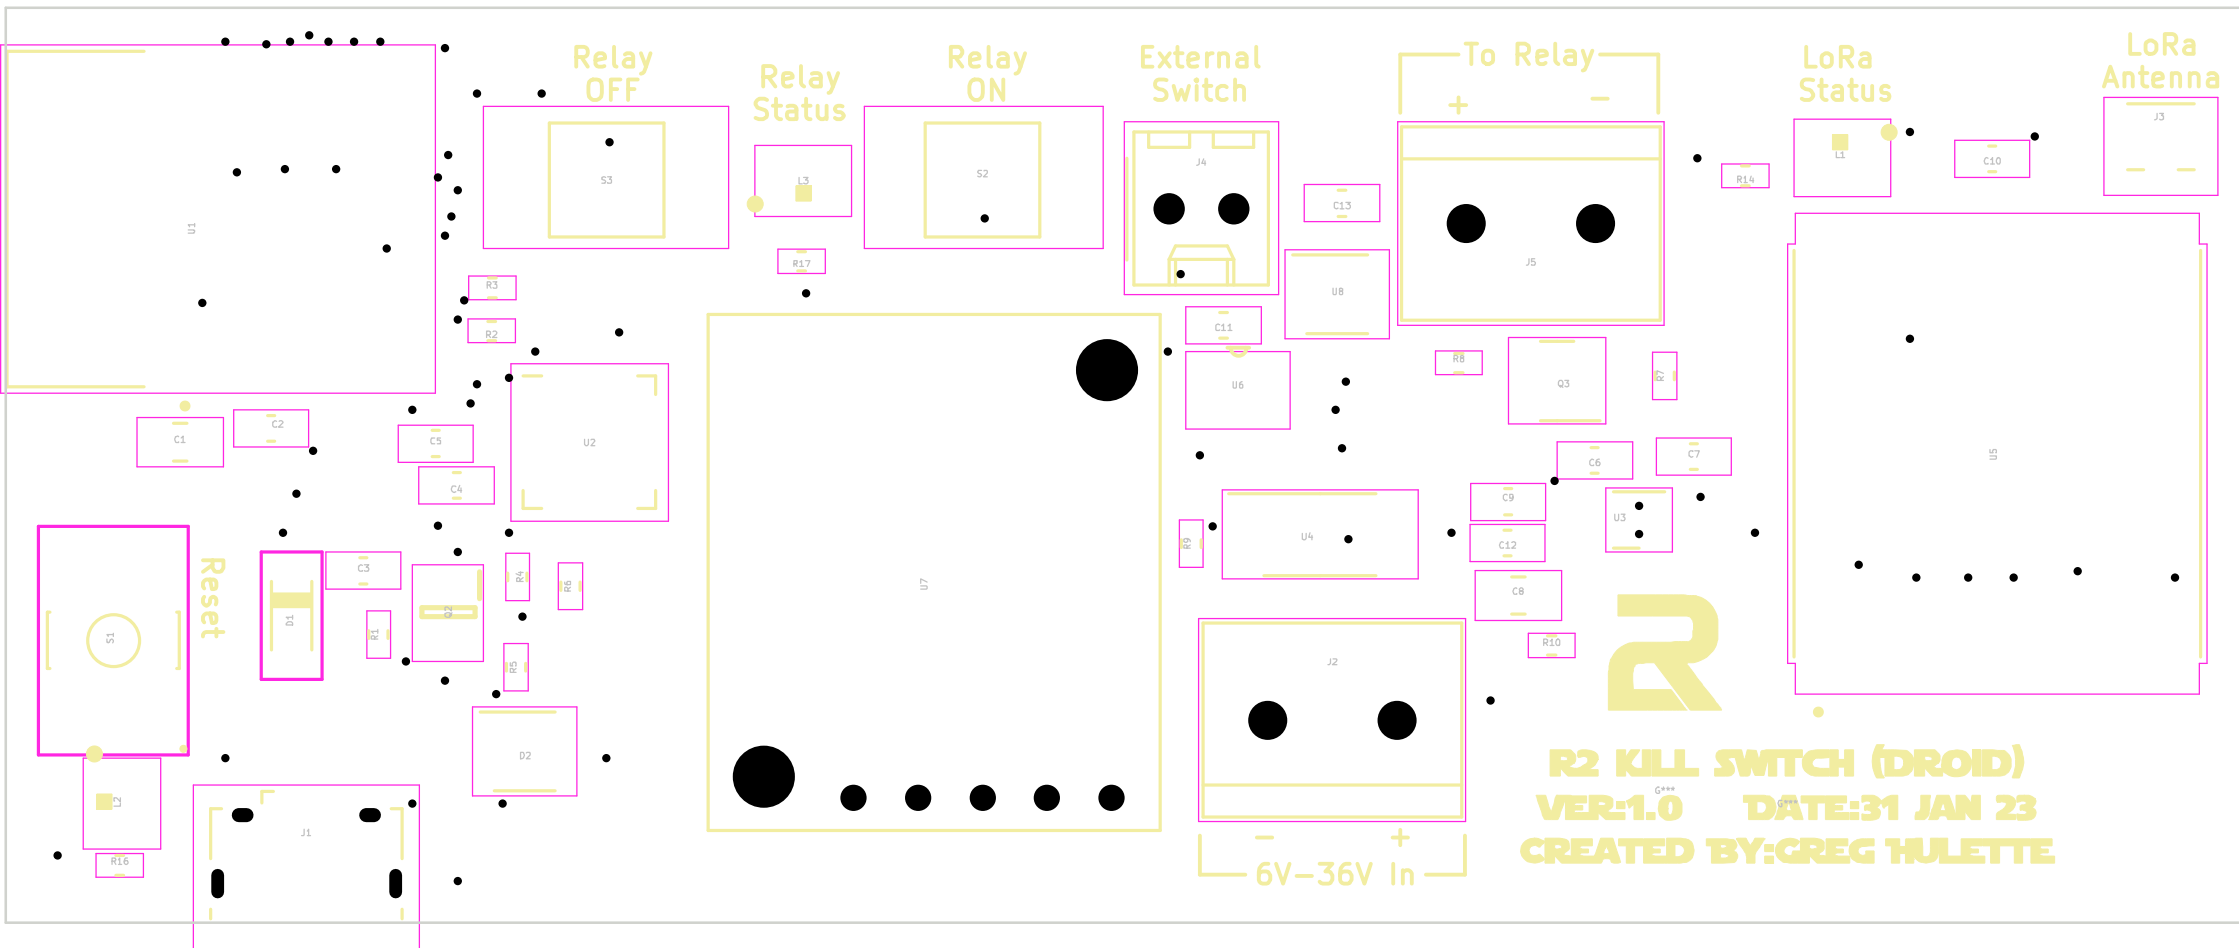 Relay
OFF
Relay
Status
Relay
ON
External
Switch
To Relay
+ −
LoRa
Status
LoRa
Antenna
J3
L1
C10
R14
J4
S3
L3
S2
C13
U1
J5
R17
R3
U8
R2
C11
R8
Q3
R7
U6
C1
C2
C5
U2
C4
C6
C7
U5
C9
U3
U4
C12
R9
Reset
C3
R4
R6
U7
C8
Q2
D1
R1
S1
R10
R5
J2
D2
R2 KILL SWITCH (DROID)
G***
VER:1.0 DATE:31 JAN 23
G***
CREATED BY:GREG HULETTE
L2
J1
R16
− +
6V−36V In